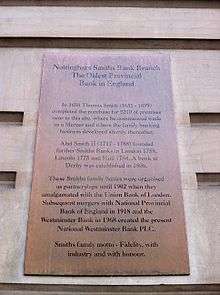 Nottingham Smiths Bank Branch
The Oldest Provincial
Bank in England
In 1658 Thomas Smith (1631 - 1699)
completed the purchase for £210 of premises
near to this site, where he continued trade
as a Mercer and where the family banking
business developed shortly thereafter.
Abel Smith II (1717 - 1788) founded
further Smiths Banks in London 1758,
Lincoln 1775 and Hull 1784. A bank at
Derby was established in 1806.
These Smiths family banks were organised
as partnerships until 1902 when they
amalgamated with the Union Bank of London.
Subsequent mergers with National Provincial
Bank of England in 1918 and the
Westminster Bank in 1968 created the present
National Westminster Bank PLC.
Smiths family motto - Fidelity, with
industry and with honour.